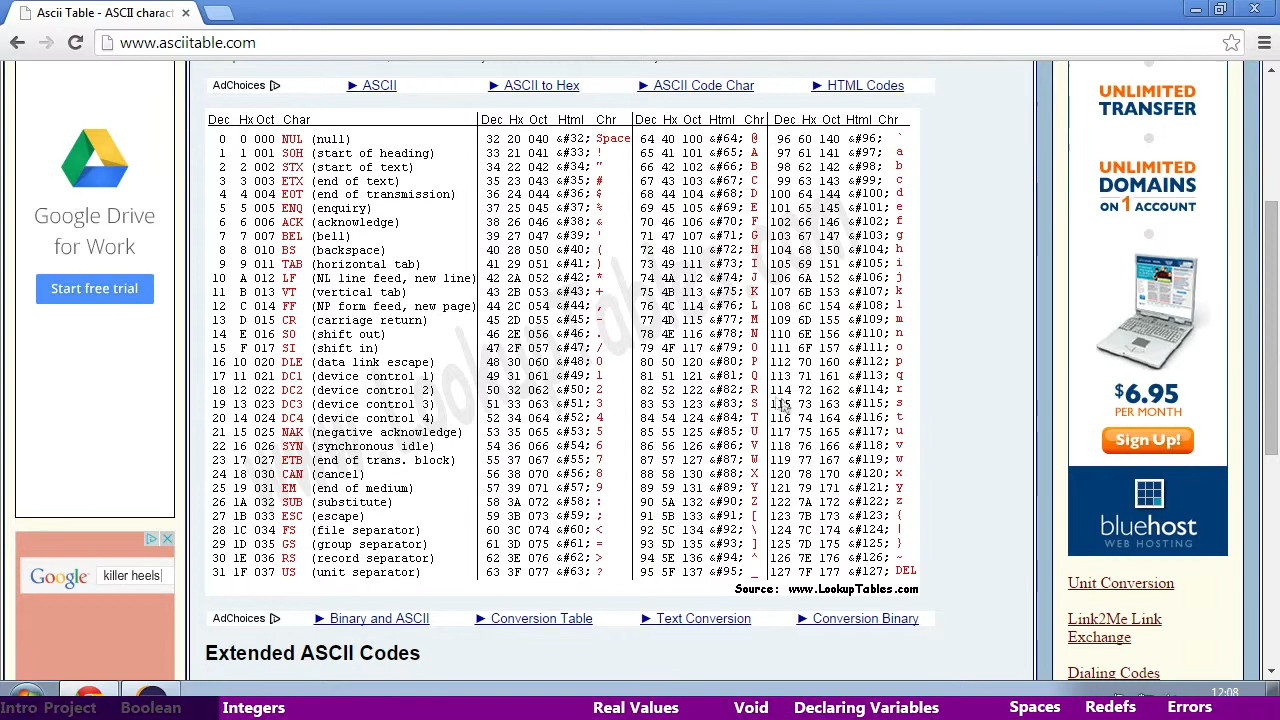 Ascii Table - ASCII charact
www.asciitable.com
AdChoices
ASCII
ASCII to Hex
ASCII Code Char
HTML Codes
Dec Hx Oct Char Dec Hx Oct Html Chr Dec Hx Oct Html Chr Dec Hx Oct Html Chr
0 0 000 NUL (null) 32 20 040 &#32; Space 64 40 100 &#64; @ 96 60 140 &#96; `
1 1 001 SOH (start of heading) 33 21 041 &#33; ! 65 41 101 &#65; A 97 61 141 &#97; a
2 2 002 STX (start of text) 34 22 042 &#34; " 66 42 102 &#66; B 98 62 142 &#98; b
3 3 003 ETX (end of text) 35 23 043 &#35; # 67 43 103 &#67; C 99 63 143 &#99; c
4 4 004 EOT (end of transmission) 36 24 044 &#36; $ 68 44 104 &#68; D 100 64 144 &#100; d
5 5 005 ENQ (enquiry) 37 25 045 &#37; % 69 45 105 &#69; E 101 65 145 &#101; e
6 6 006 ACK (acknowledge) 38 26 046 &#38; & 70 46 106 &#70; F 102 66 146 &#102; f
7 7 007 BEL (bell) 39 27 047 &#39; ' 71 47 107 &#71; G 103 67 147 &#103; g
8 8 010 BS (backspace) 40 28 050 &#40; ( 72 48 110 &#72; H 104 68 150 &#104; h
9 9 011 TAB (horizontal tab) 41 29 051 &#41; ) 73 49 111 &#73; I 105 69 151 &#105; i
10 A 012 LF (NL line feed, new line) 42 2A 052 &#42; * 74 4A 112 &#74; J 106 6A 152 &#106; j
11 B 013 VT (vertical tab) 43 2B 053 &#43; + 75 4B 113 &#75; K 107 6B 153 &#107; k
12 C 014 FF (NP form feed, new page) 44 2C 054 &#44; , 76 4C 114 &#76; L 108 6C 154 &#108; l
13 D 015 CR (carriage return) 45 2D 055 &#45; - 77 4D 115 &#77; M 109 6D 155 &#109; m
14 E 016 SO (shift out) 46 2E 056 &#46; . 78 4E 116 &#78; N 110 6E 156 &#110; n
15 F 017 SI (shift in) 47 2F 057 &#47; / 79 4F 117 &#79; O 111 6F 157 &#111; o
16 10 020 DLE (data link escape) 48 30 060 &#48; 0 80 50 120 &#80; P 112 70 160 &#112; p
17 11 021 DC1 (device control 1) 49 31 061 &#49; 1 81 51 121 &#81; Q 113 71 161 &#113; q
18 12 022 DC2 (device control 2) 50 32 062 &#50; 2 82 52 122 &#82; R 114 72 162 &#114; r
19 13 023 DC3 (device control 3) 51 33 063 &#51; 3 83 53 123 &#83; S 115 73 163 &#115; s
20 14 024 DC4 (device control 4) 52 34 064 &#52; 4 84 54 124 &#84; T 116 74 164 &#116; t
21 15 025 NAK (negative acknowledge) 53 35 065 &#53; 5 85 55 125 &#85; U 117 75 165 &#117; u
22 16 026 SYN (synchronous idle) 54 36 066 &#54; 6 86 56 126 &#86; V 118 76 166 &#118; v
23 17 027 ETB (end of trans. block) 55 37 067 &#55; 7 87 57 127 &#87; W 119 77 167 &#119; w
24 18 030 CAN (cancel) 56 38 070 &#56; 8 88 58 130 &#88; X 120 78 170 &#120; x
25 19 031 EM (end of medium) 57 39 071 &#57; 9 89 59 131 &#89; Y 121 79 171 &#121; y
26 1A 032 SUB (substitute) 58 3A 072 &#58; : 90 5A 132 &#90; Z 122 7A 172 &#122; z
27 1B 033 ESC (escape) 59 3B 073 &#59; ; 91 5B 133 &#91; [ 123 7B 173 &#123; {
28 1C 034 FS (file separator) 60 3C 074 &#60; < 92 5C 134 &#92; \ 124 7C 174 &#124; |
29 1D 035 GS (group separator) 61 3D 075 &#61; = 93 5D 135 &#93; ] 125 7D 175 &#125; }
30 1E 036 RS (record separator) 62 3E 076 &#62; > 94 5E 136 &#94; ^ 126 7E 176 &#126; ~
31 1F 037 US (unit separator) 63 3F 077 &#63; ? 95 5F 137 &#95; _ 127 7F 177 &#127; DEL
Source: www.LookupTables.com
AdChoices
Binary and ASCII
Conversion Table
Text Conversion
Conversion Binary
Extended ASCII Codes
Google Drive
for Work
Start free trial
Google killer heels
UNLIMITED
TRANSFER
UNLIMITED
DOMAINS
ON 1 ACCOUNT
$6.95
PER MONTH
Sign Up!
bluehost
WEB HOSTING
Unit Conversion
Link2Me Link
Exchange
Dialing Codes
12:08
Intro Project Boolean Integers Real Values Void Declaring Variables Spaces Redefs Errors